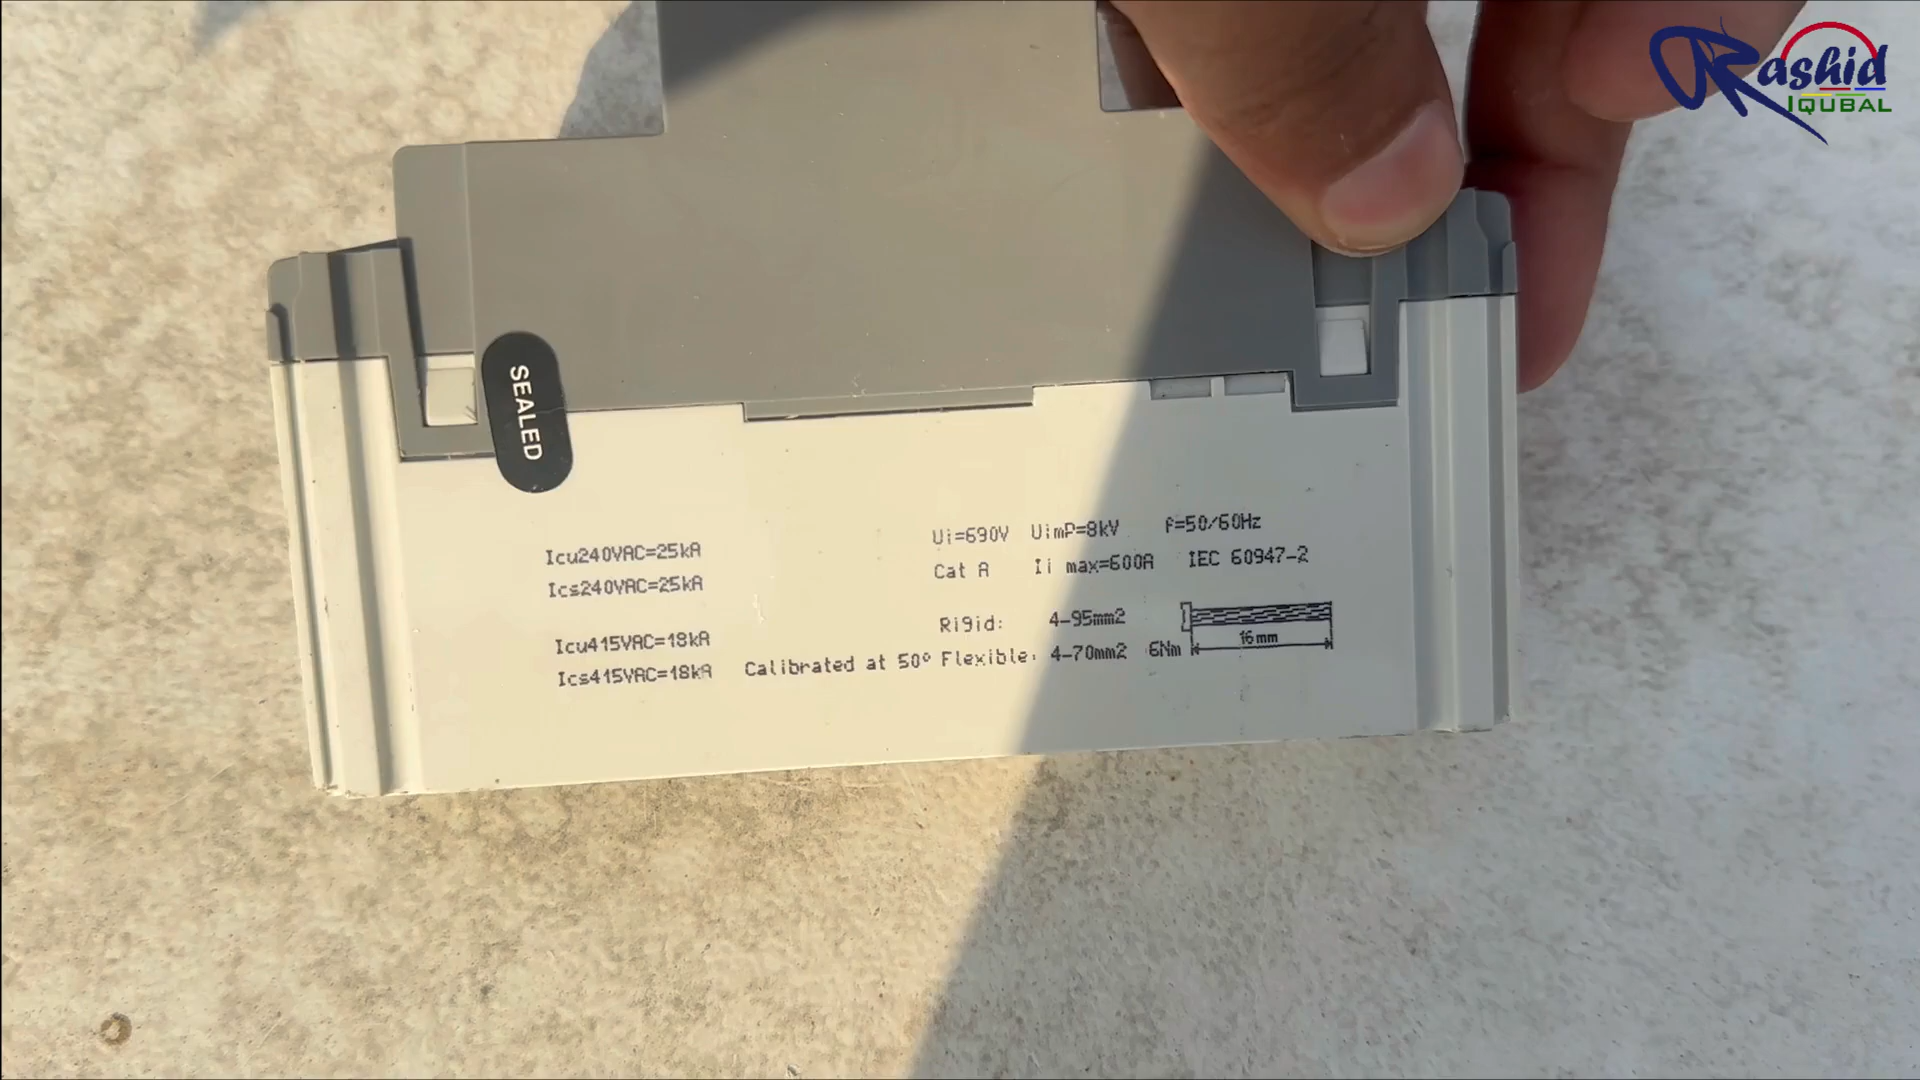 Rashid
IQUBAL
SEALED
Icu240VAC=25kA
Ics240VAC=25kA
Icu415VAC=18kA
Ics415VAC=18kA
Ui=690V UimP=8kV f=50/60Hz
Cat A Ii max=600A IEC 60947-2
Rigid: 4-95mm2
16mm
Calibrated at 50° Flexible: 4-70mm2 6Nm